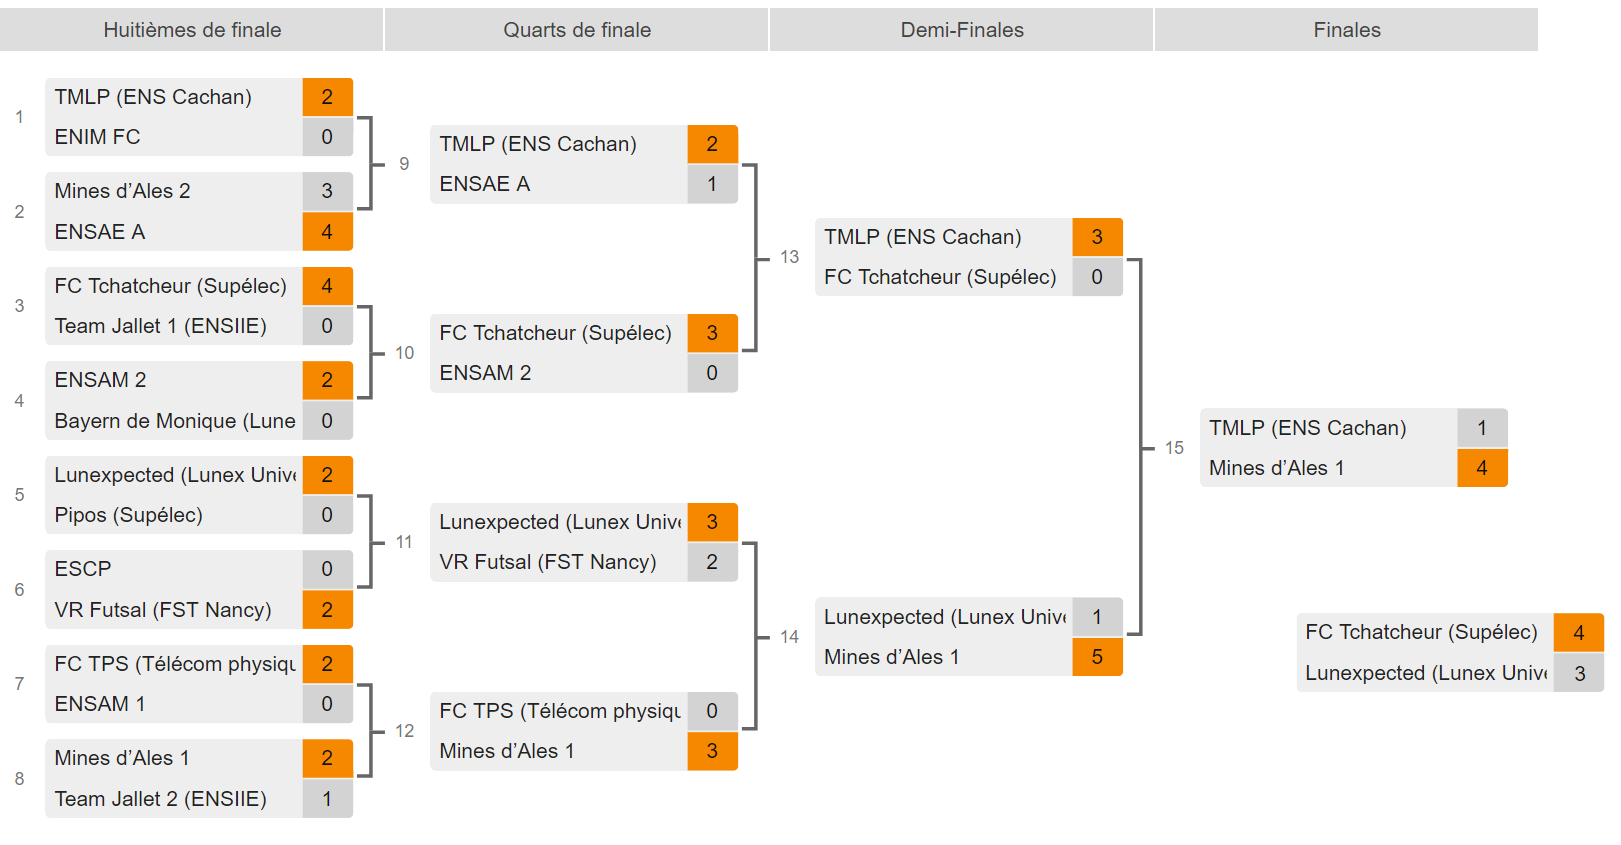 Huitièmes de finale
Quarts de finale
Demi-Finales
Finales
1
TMLP (ENS Cachan) 2
ENIM FC 0
2
Mines d’Ales 2 3
ENSAE A 4
3
FC Tchatcheur (Supélec) 4
Team Jallet 1 (ENSIIE) 0
4
ENSAM 2 2
Bayern de Monique (Lune 0
5
Lunexpected (Lunex Unive 2
Pipos (Supélec) 0
6
ESCP 0
VR Futsal (FST Nancy) 2
7
FC TPS (Télécom physiqu 2
ENSAM 1 0
8
Mines d’Ales 1 2
Team Jallet 2 (ENSIIE) 1
9
TMLP (ENS Cachan) 2
ENSAE A 1
10
FC Tchatcheur (Supélec) 3
ENSAM 2 0
11
Lunexpected (Lunex Unive 3
VR Futsal (FST Nancy) 2
12
FC TPS (Télécom physiqu 0
Mines d’Ales 1 3
13
TMLP (ENS Cachan) 3
FC Tchatcheur (Supélec) 0
14
Lunexpected (Lunex Unive 1
Mines d’Ales 1 5
15
TMLP (ENS Cachan) 1
Mines d’Ales 1 4
FC Tchatcheur (Supélec) 4
Lunexpected (Lunex Unive 3